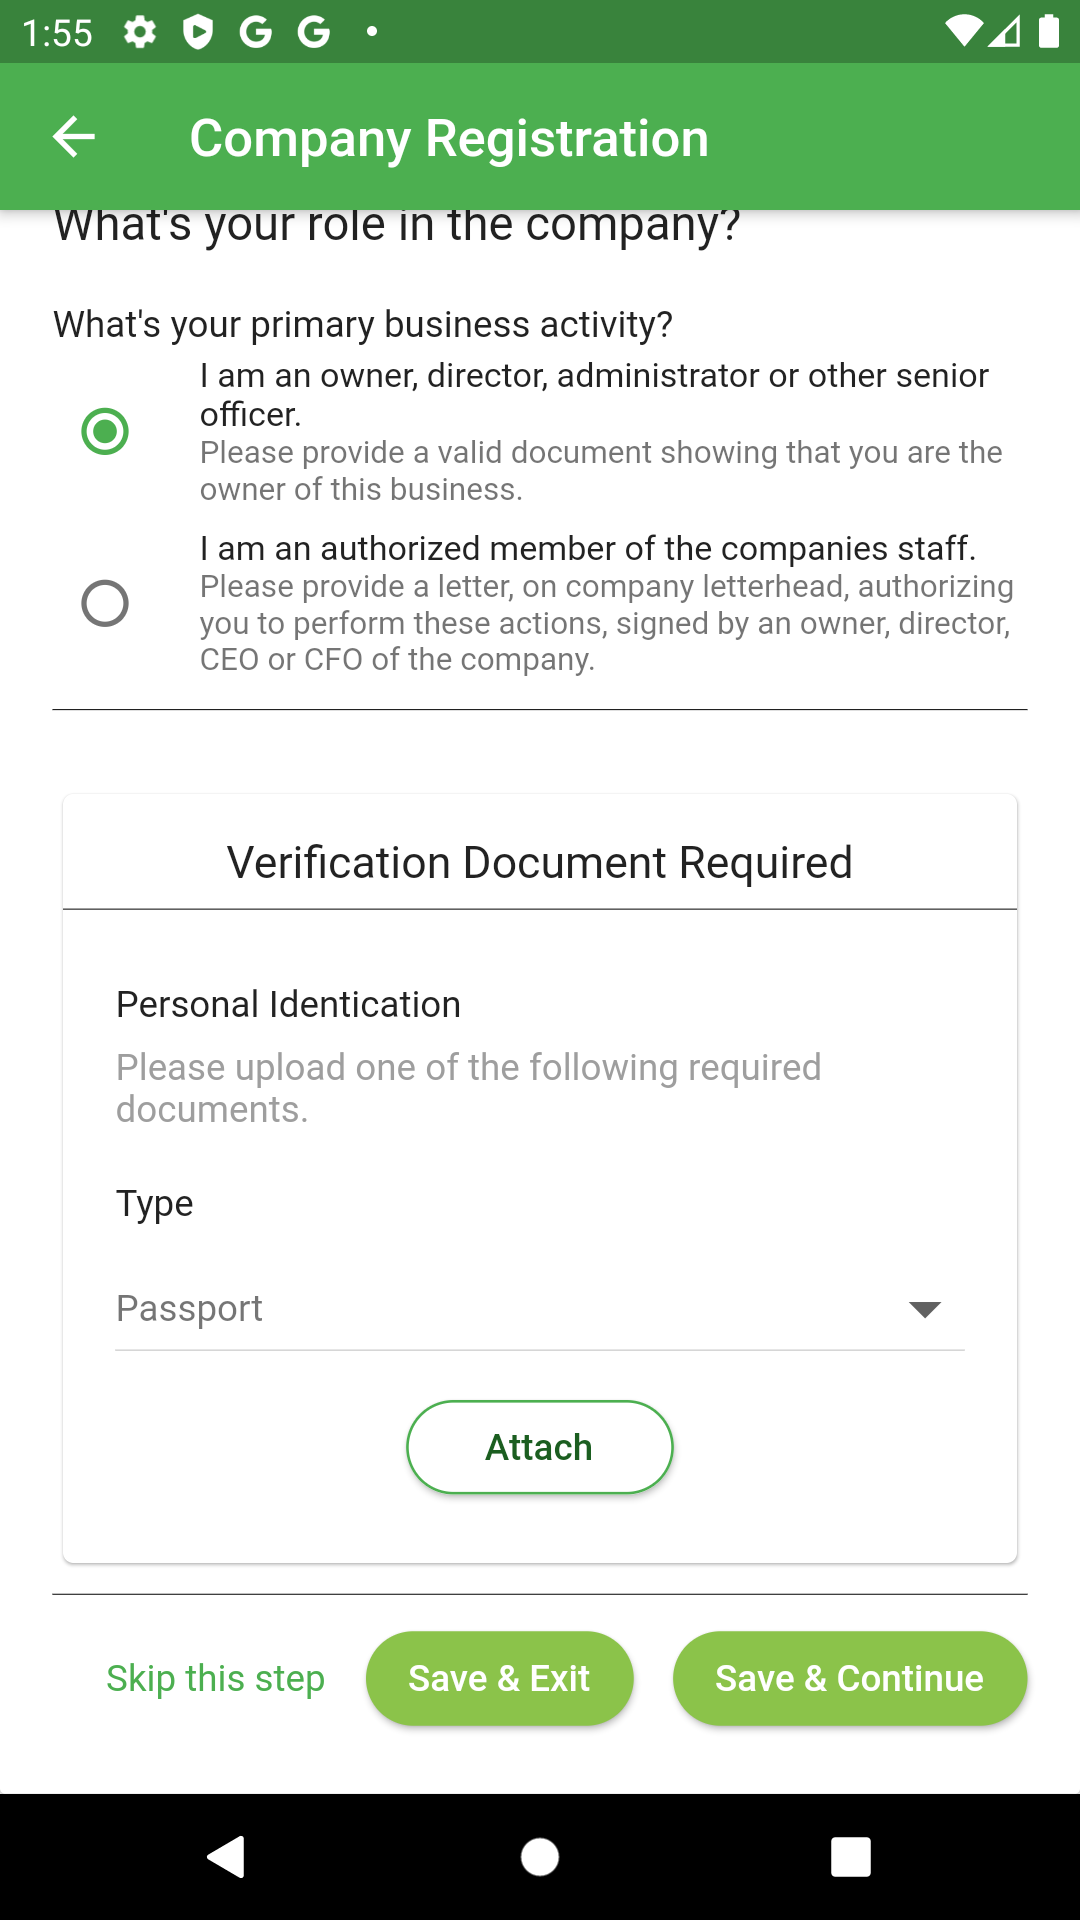 1:55
Company Registration
What's your role in the company?
What's your primary business activity?
I am an owner, director, administrator or other senior
officer.
Please provide a valid document showing that you are the
owner of this business.
I am an authorized member of the companies staff.
Please provide a letter, on company letterhead, authorizing
you to perform these actions, signed by an owner, director,
CEO or CFO of the company.
Verification Document Required
Personal Identication
Please upload one of the following required
documents.
Type
Passport
Attach
Skip this step
Save & Exit
Save & Continue